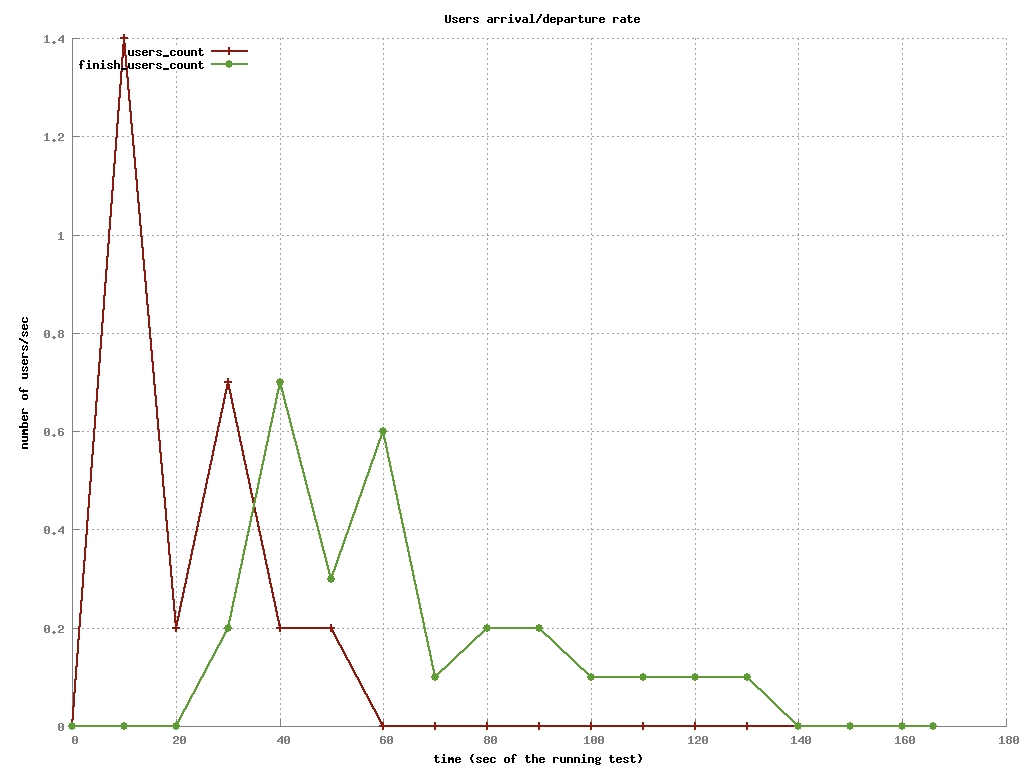 Users arrival/departure rate
users_count
finish_users_count
1.4
1.2
1
0.8
0.6
0.4
0.2
0
number of users/sec
0 20 40 60 80 100 120 140 160 180
time (sec of the running test)